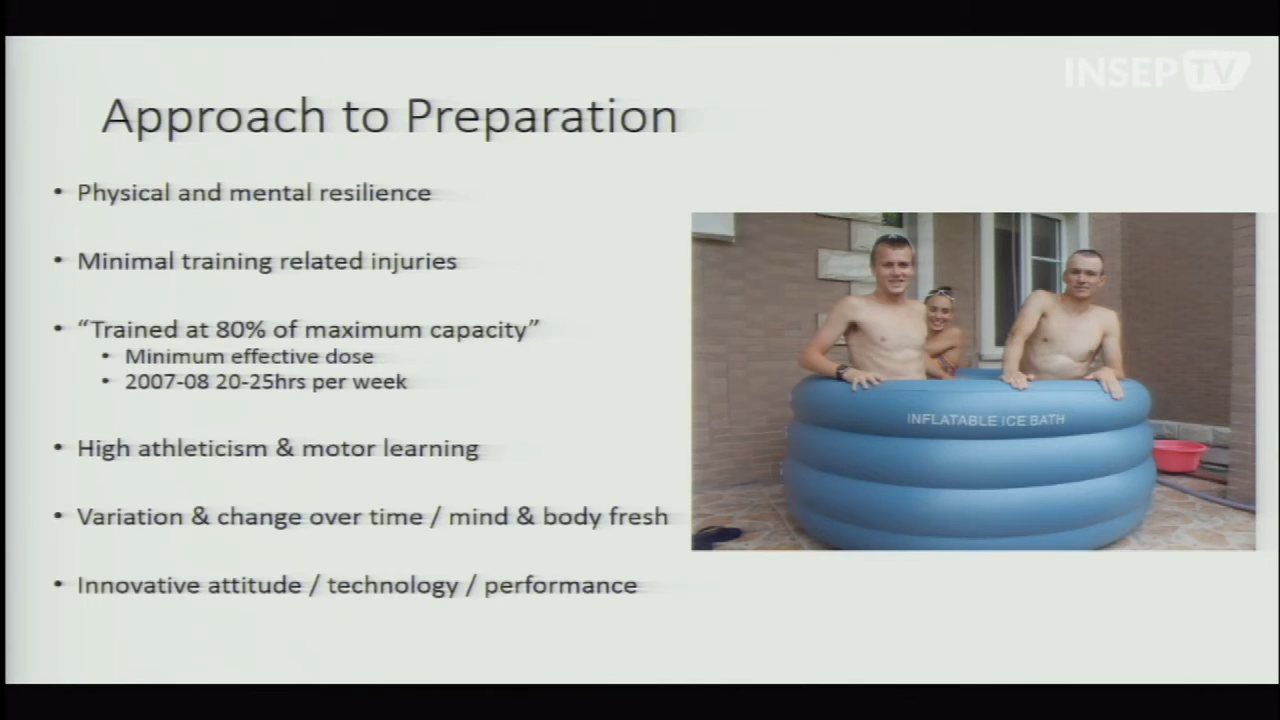 INSEP TV
Approach to Preparation
• Physical and mental resilience
• Minimal training related injuries
• “Trained at 80% of maximum capacity”
• Minimum effective dose
• 2007-08 20-25hrs per week
• High athleticism & motor learning
• Variation & change over time / mind & body fresh
• Innovative attitude / technology / performance
INFLATABLE ICE BATH